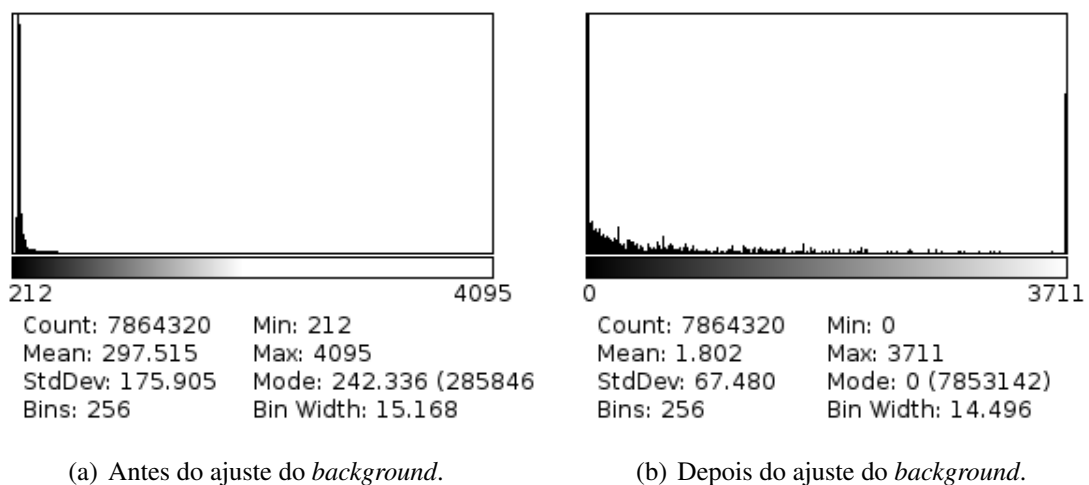 212 4095
Count: 7864320 Min: 212
Mean: 297.515 Max: 4095
StdDev: 175.905 Mode: 242.336 (285846
Bins: 256 Bin Width: 15.168
(a) Antes do ajuste do background.
0 3711
Count: 7864320 Min: 0
Mean: 1.802 Max: 3711
StdDev: 67.480 Mode: 0 (7853142)
Bins: 256 Bin Width: 14.496
(b) Depois do ajuste do background.